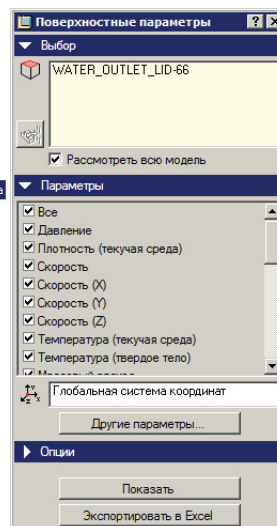 Поверхностные параметры
Выбор
WATER_OUTLET_LID-66
Рассмотреть всю модель
а
Параметры
Все
Давление
Плотность (текучая среда)
Скорость
Скорость (X)
Скорость (Y)
Скорость (Z)
Температура (текучая среда)
Температура (твердое тело)
Глобальная система координат
Другие параметры...
Опции
Показать
Экспортировать в Excel